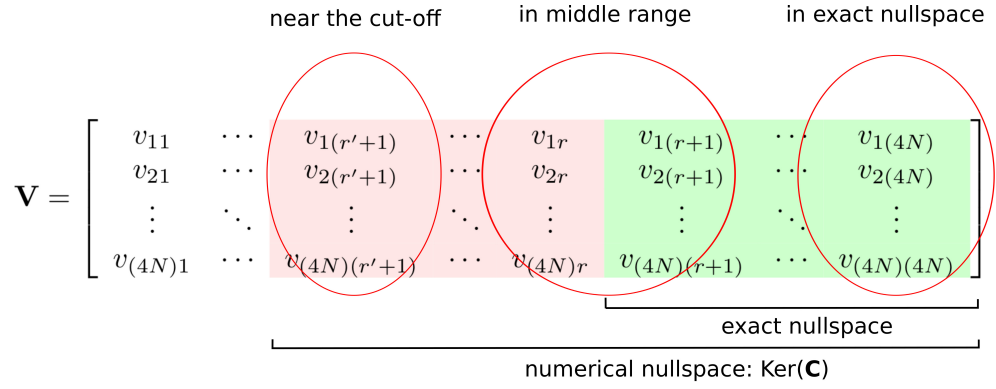 near the cut-off in middle range in exact nullspace
v₁₁ ⋯ v₁₍ᵣ′₊₁₎ ⋯ v₁ᵣ v₁₍ᵣ₊₁₎ ⋯ v₁₍₄N₎
v₂₁ ⋯ v₂₍ᵣ′₊₁₎ ⋯ v₂ᵣ v₂₍ᵣ₊₁₎ ⋯ v₂₍₄N₎
V =
⋮ ⋱ ⋮ ⋱ ⋮ ⋮ ⋱ ⋮
v₍₄N₎₁ ⋯ v₍₄N₎₍ᵣ′₊₁₎ ⋯ v₍₄N₎ᵣ v₍₄N₎₍ᵣ₊₁₎ ⋯ v₍₄N₎₍₄N₎
exact nullspace
numerical nullspace: Ker(C)